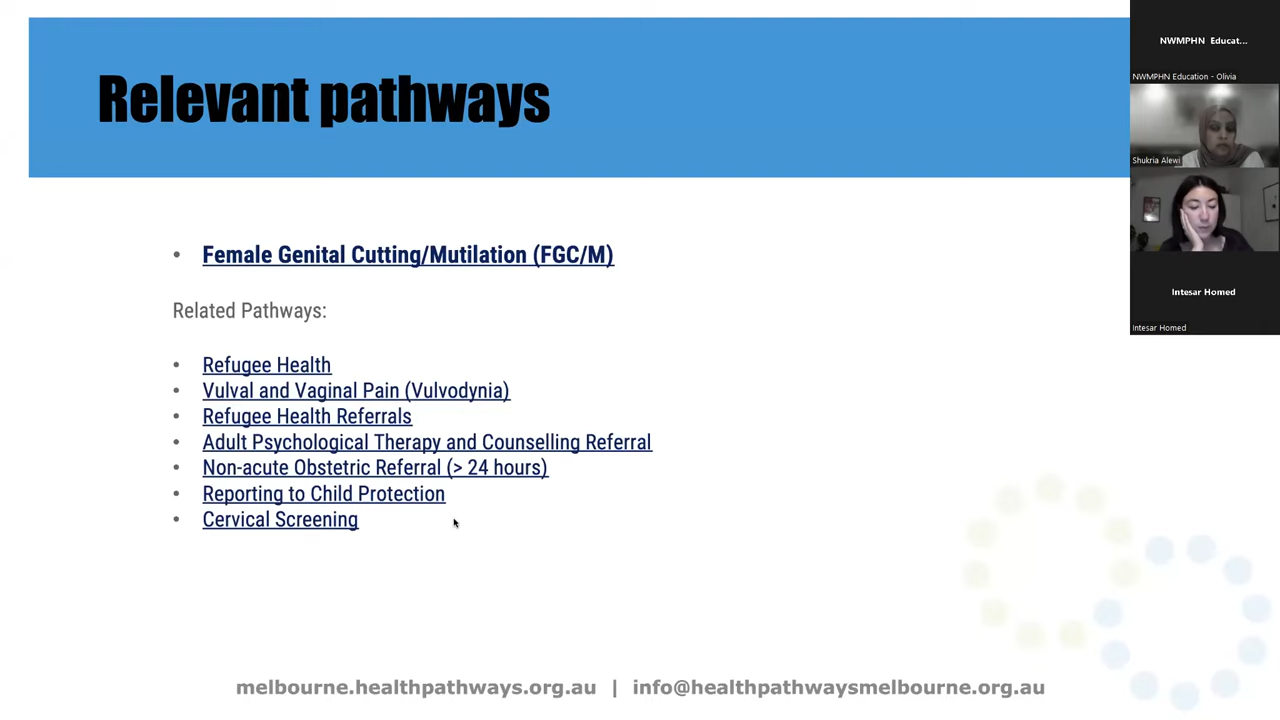 Relevant pathways
• Female Genital Cutting/Mutilation (FGC/M)
Related Pathways:
• Refugee Health
• Vulval and Vaginal Pain (Vulvodynia)
• Refugee Health Referrals
• Adult Psychological Therapy and Counselling Referral
• Non-acute Obstetric Referral (> 24 hours)
• Reporting to Child Protection
• Cervical Screening
melbourne.healthpathways.org.au | info@healthpathwaysmelbourne.org.au
NWMPHN Educat...
NWMPHN Education - Olivia
Shukria Alewi
Intesar Homed
Intesar Homed